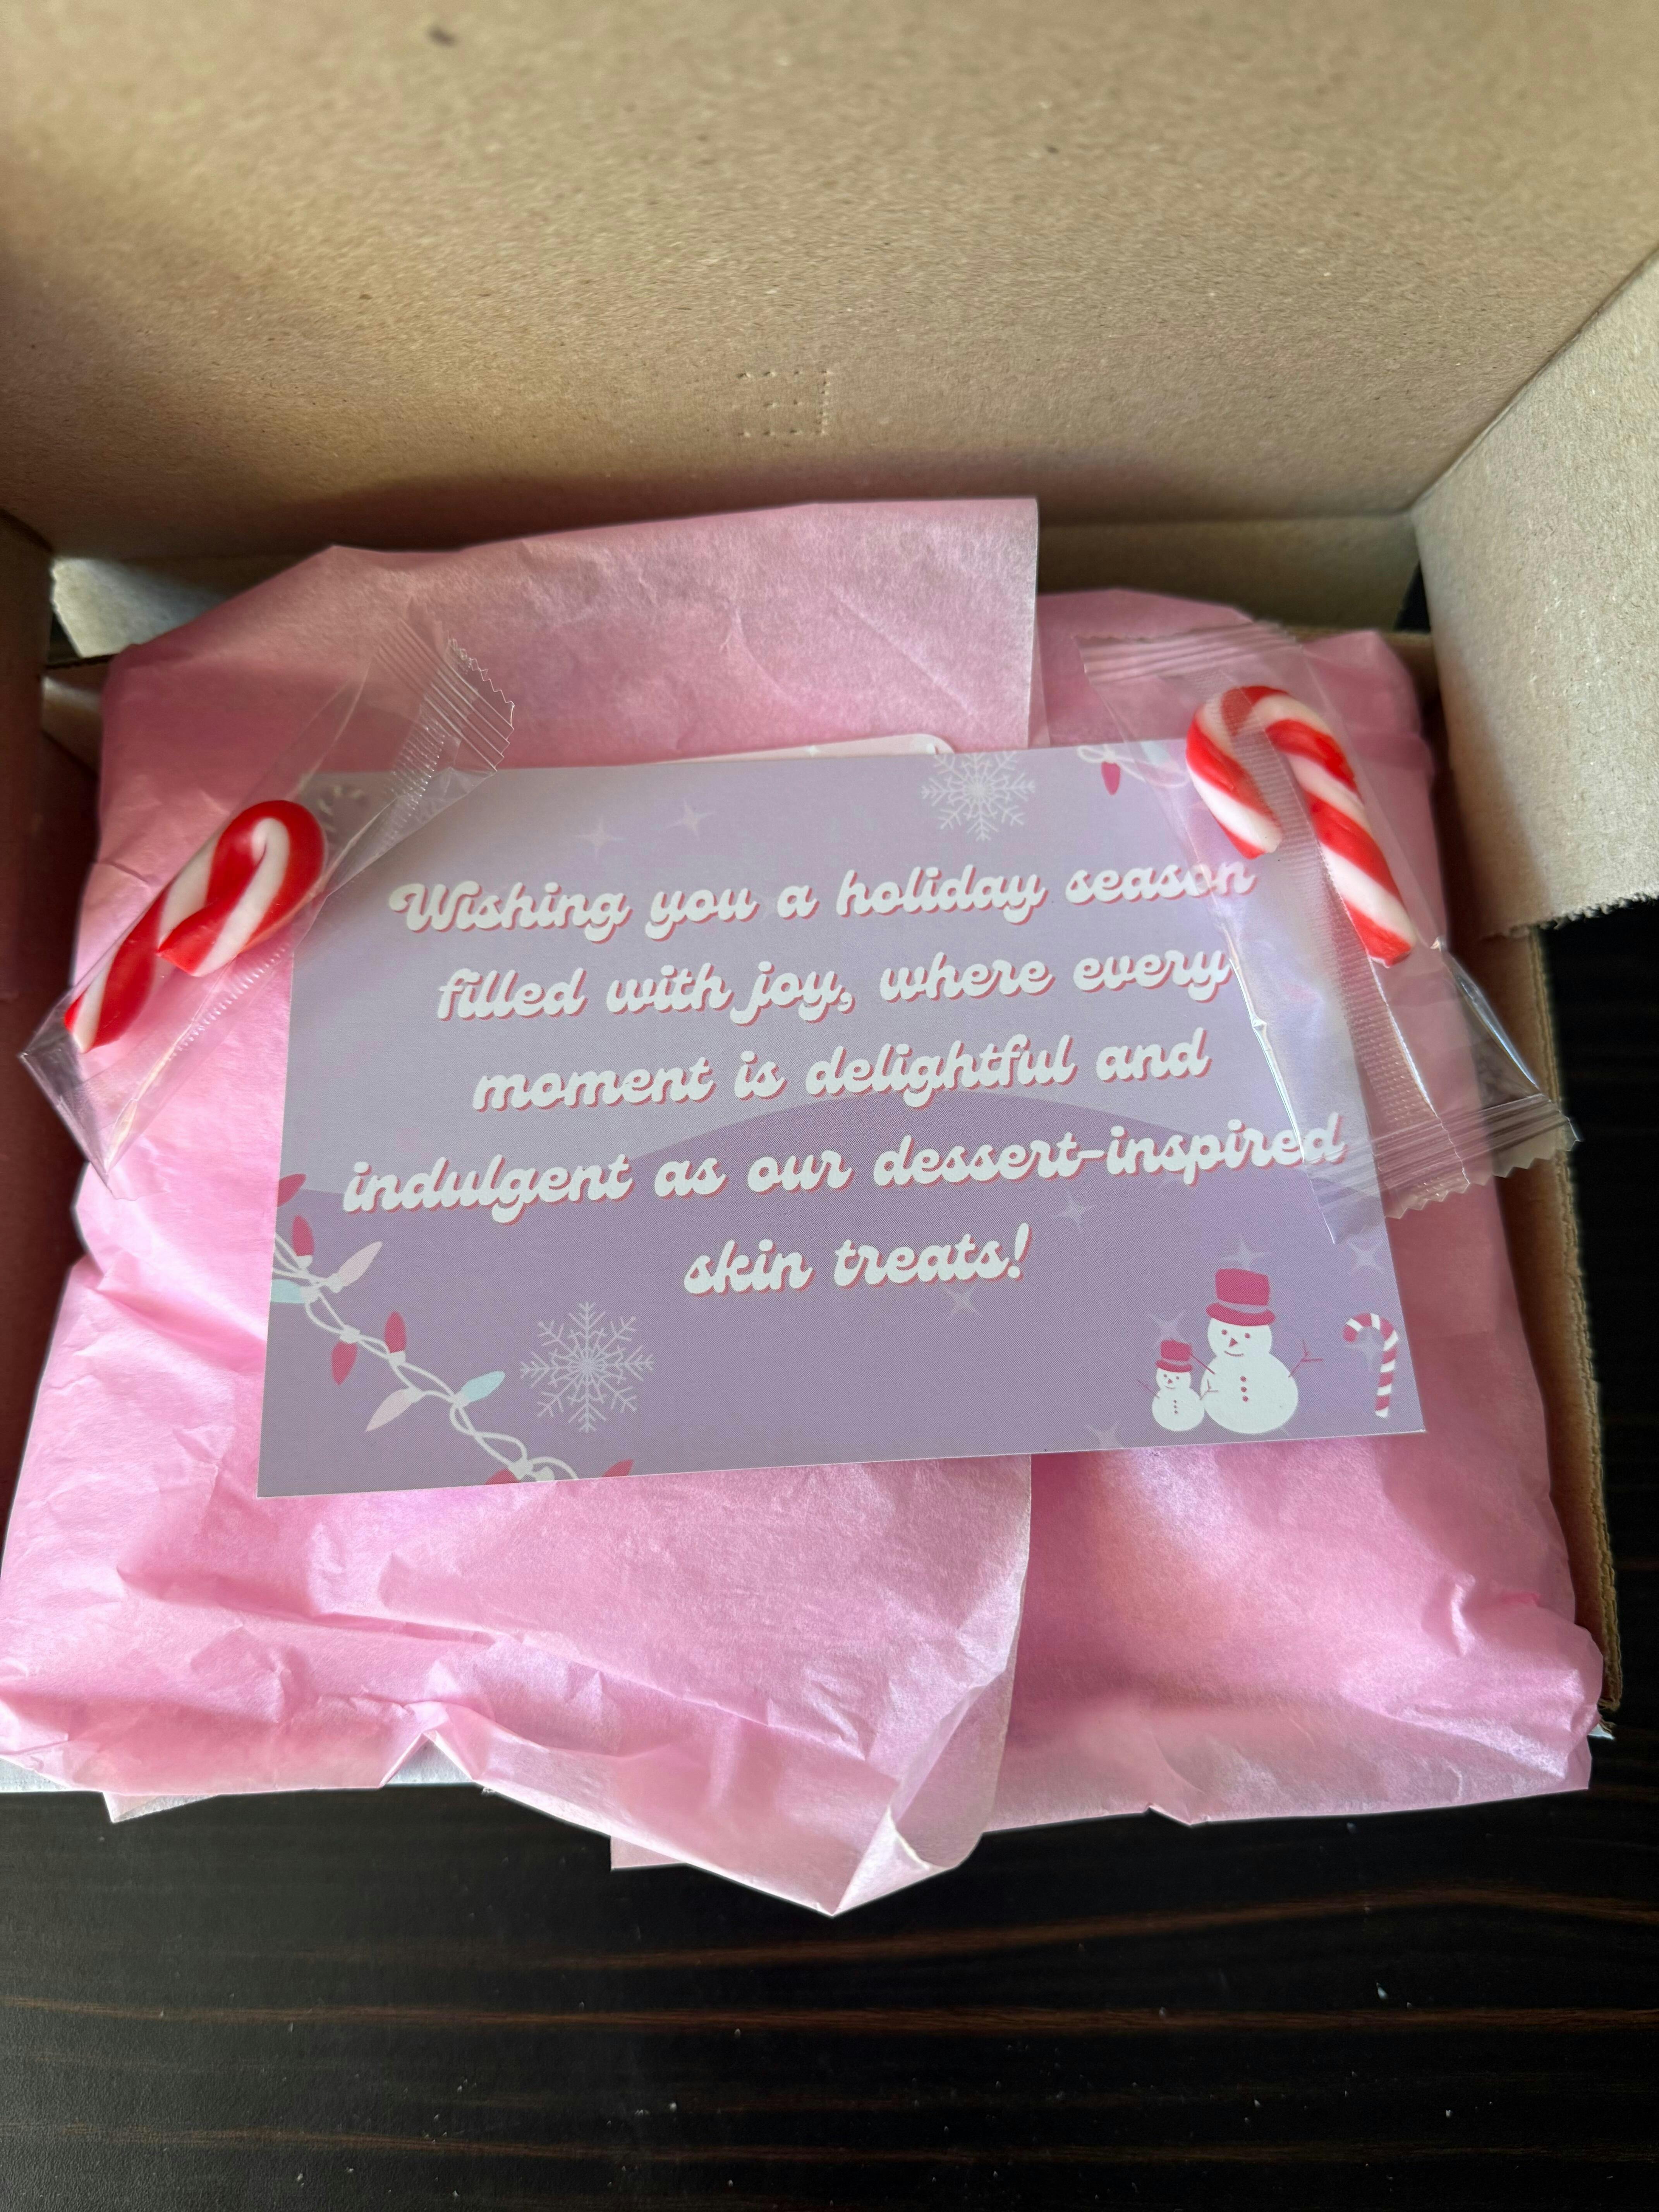 Wishing you a holiday season
filled with joy, where every
moment is delightful and
indulgent as our dessert-inspired
skin treats!